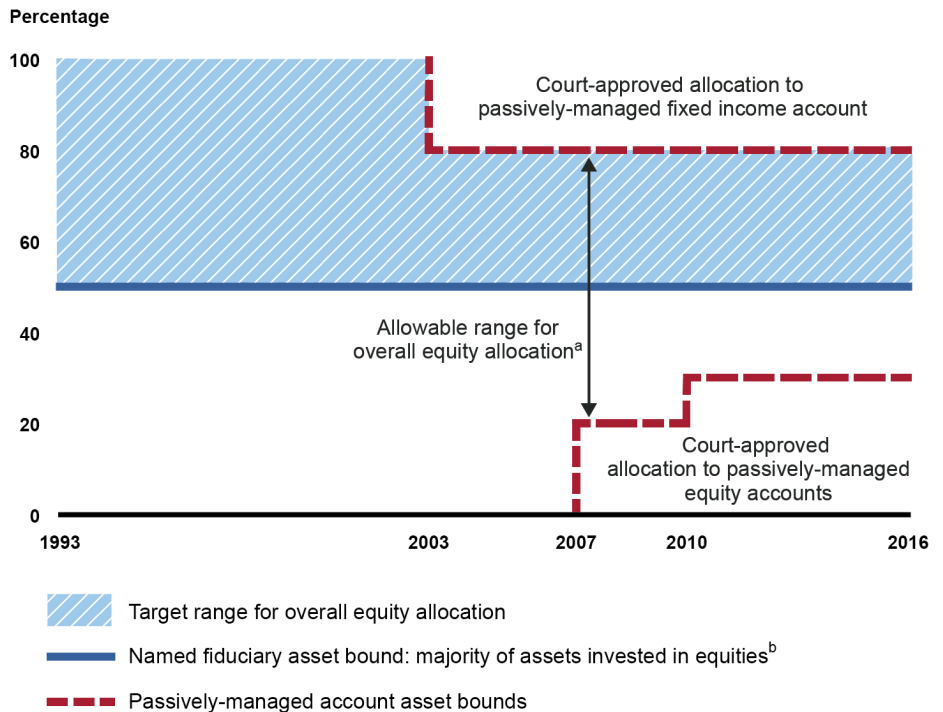 Percentage
100
Court-approved allocation to
passively-managed fixed income account
80
60
40
Allowable range for
overall equity allocationa
20
Court-approved
allocation to passively-managed
equity accounts
0
1993 2003 2007 2010 2016
Target range for overall equity allocation
Named fiduciary asset bound: majority of assets invested in equitiesb
Passively-managed account asset bounds